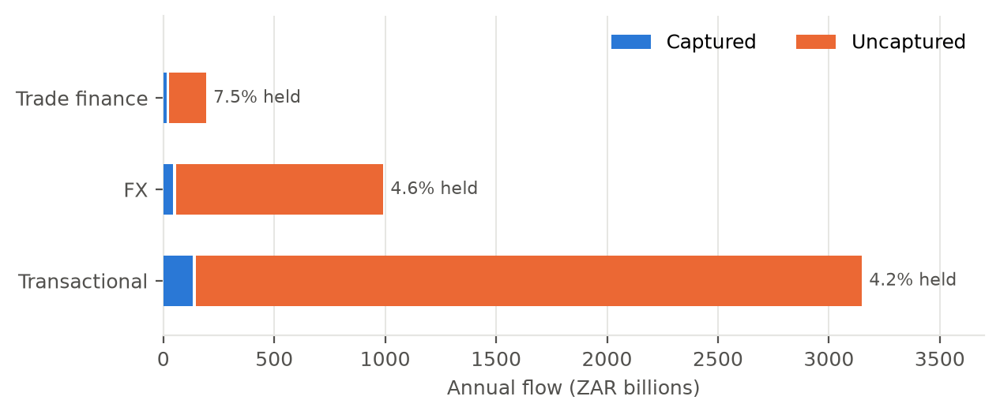 Captured Uncaptured
Trade finance 7.5% held
FX 4.6% held
Transactional 4.2% held
0 500 1000 1500 2000 2500 3000 3500
Annual flow (ZAR billions)